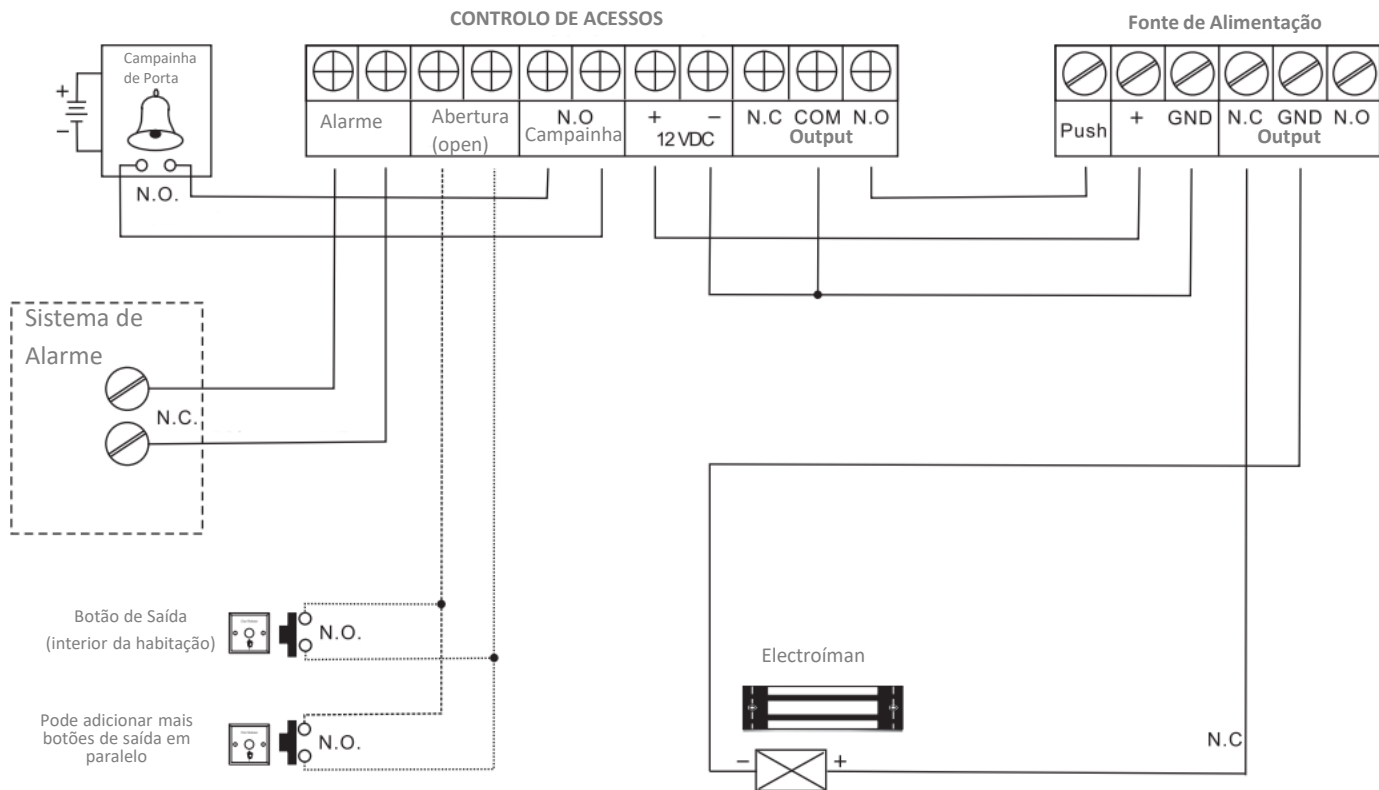 CONTROLO DE ACESSOS
Fonte de Alimentação
Campainha
de Porta
+
−
N.O.
Alarme
Abertura
(open)
N.O
Campainha
+ −
12 VDC
N.C COM N.O
Output
Push
+
GND
N.C GND N.O
Output
Sistema de
Alarme
N.C.
Botão de Saída
(interior da habitação)
N.O.
Pode adicionar mais
botões de saída em
paralelo
N.O.
Electroíman
− +
N.C